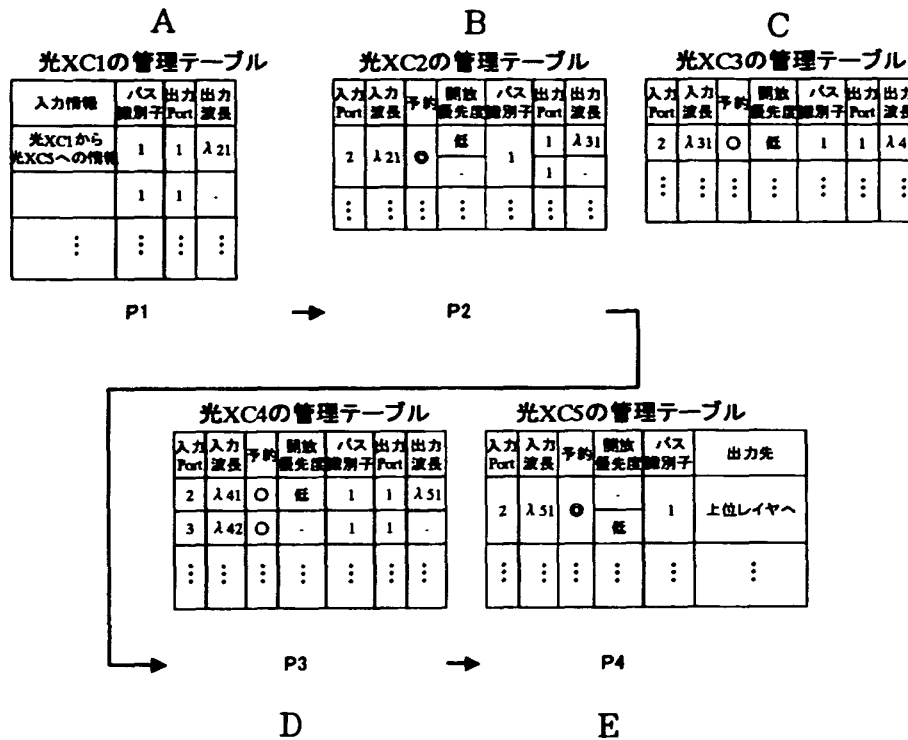 A
B
C
光XC1の管理テーブル
入力情報 パス識別子 出力Port 出力波長
光XC1から光XC5への情報 1 1 λ21
1 1 -
⋮ ⋮ ⋮ ⋮
光XC2の管理テーブル
入力Port 入力波長 予約 開放優先度 パス識別子 出力Port 出力波長
2 λ21 ◎ 低 1 1 λ31
- 1 -
⋮ ⋮ ⋮ ⋮ ⋮ ⋮ ⋮
光XC3の管理テーブル
入力Port 入力波長 予約 開放優先度 パス識別子 出力Port 出力波長
2 λ31 ○ 低 1 1 λ4
⋮ ⋮ ⋮ ⋮ ⋮ ⋮ ⋮
P1 → P2
光XC4の管理テーブル
入力Port 入力波長 予約 開放優先度 パス識別子 出力Port 出力波長
2 λ41 ○ 低 1 1 λ51
3 λ42 ○ - 1 1 -
⋮ ⋮ ⋮ ⋮ ⋮ ⋮ ⋮
光XC5の管理テーブル
入力Port 入力波長 予約 開放優先度 パス識別子 出力先
2 λ51 ◎ - 1 上位レイヤへ
低
⋮ ⋮ ⋮ ⋮ ⋮ ⋮
P3 → P4
D
E